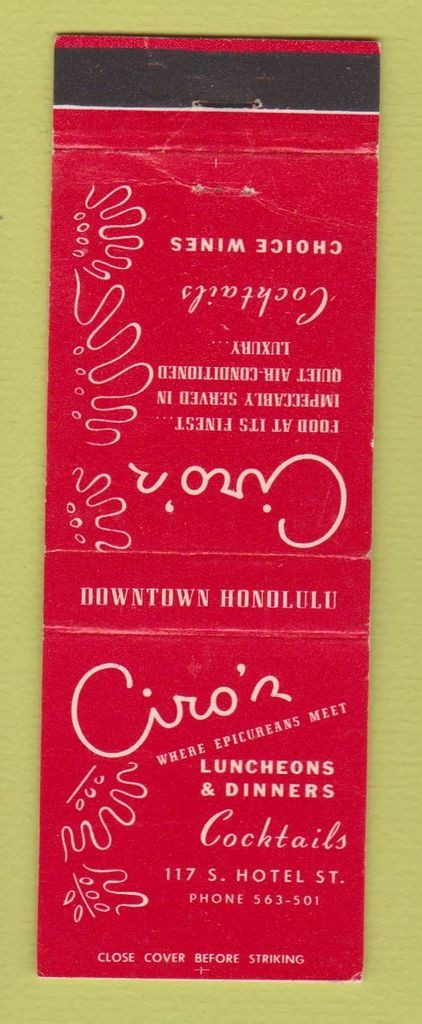 CHOICE WINES
Cocktails
LUXURY...
QUIET AIR-CONDITIONED
IMPECCABLY SERVED IN
FOOD AT ITS FINEST...
Ciro's
DOWNTOWN HONOLULU
Ciro's
WHERE EPICUREANS MEET
LUNCHEONS
& DINNERS
Cocktails
117 S. HOTEL ST.
PHONE 563-501
CLOSE COVER BEFORE STRIKING